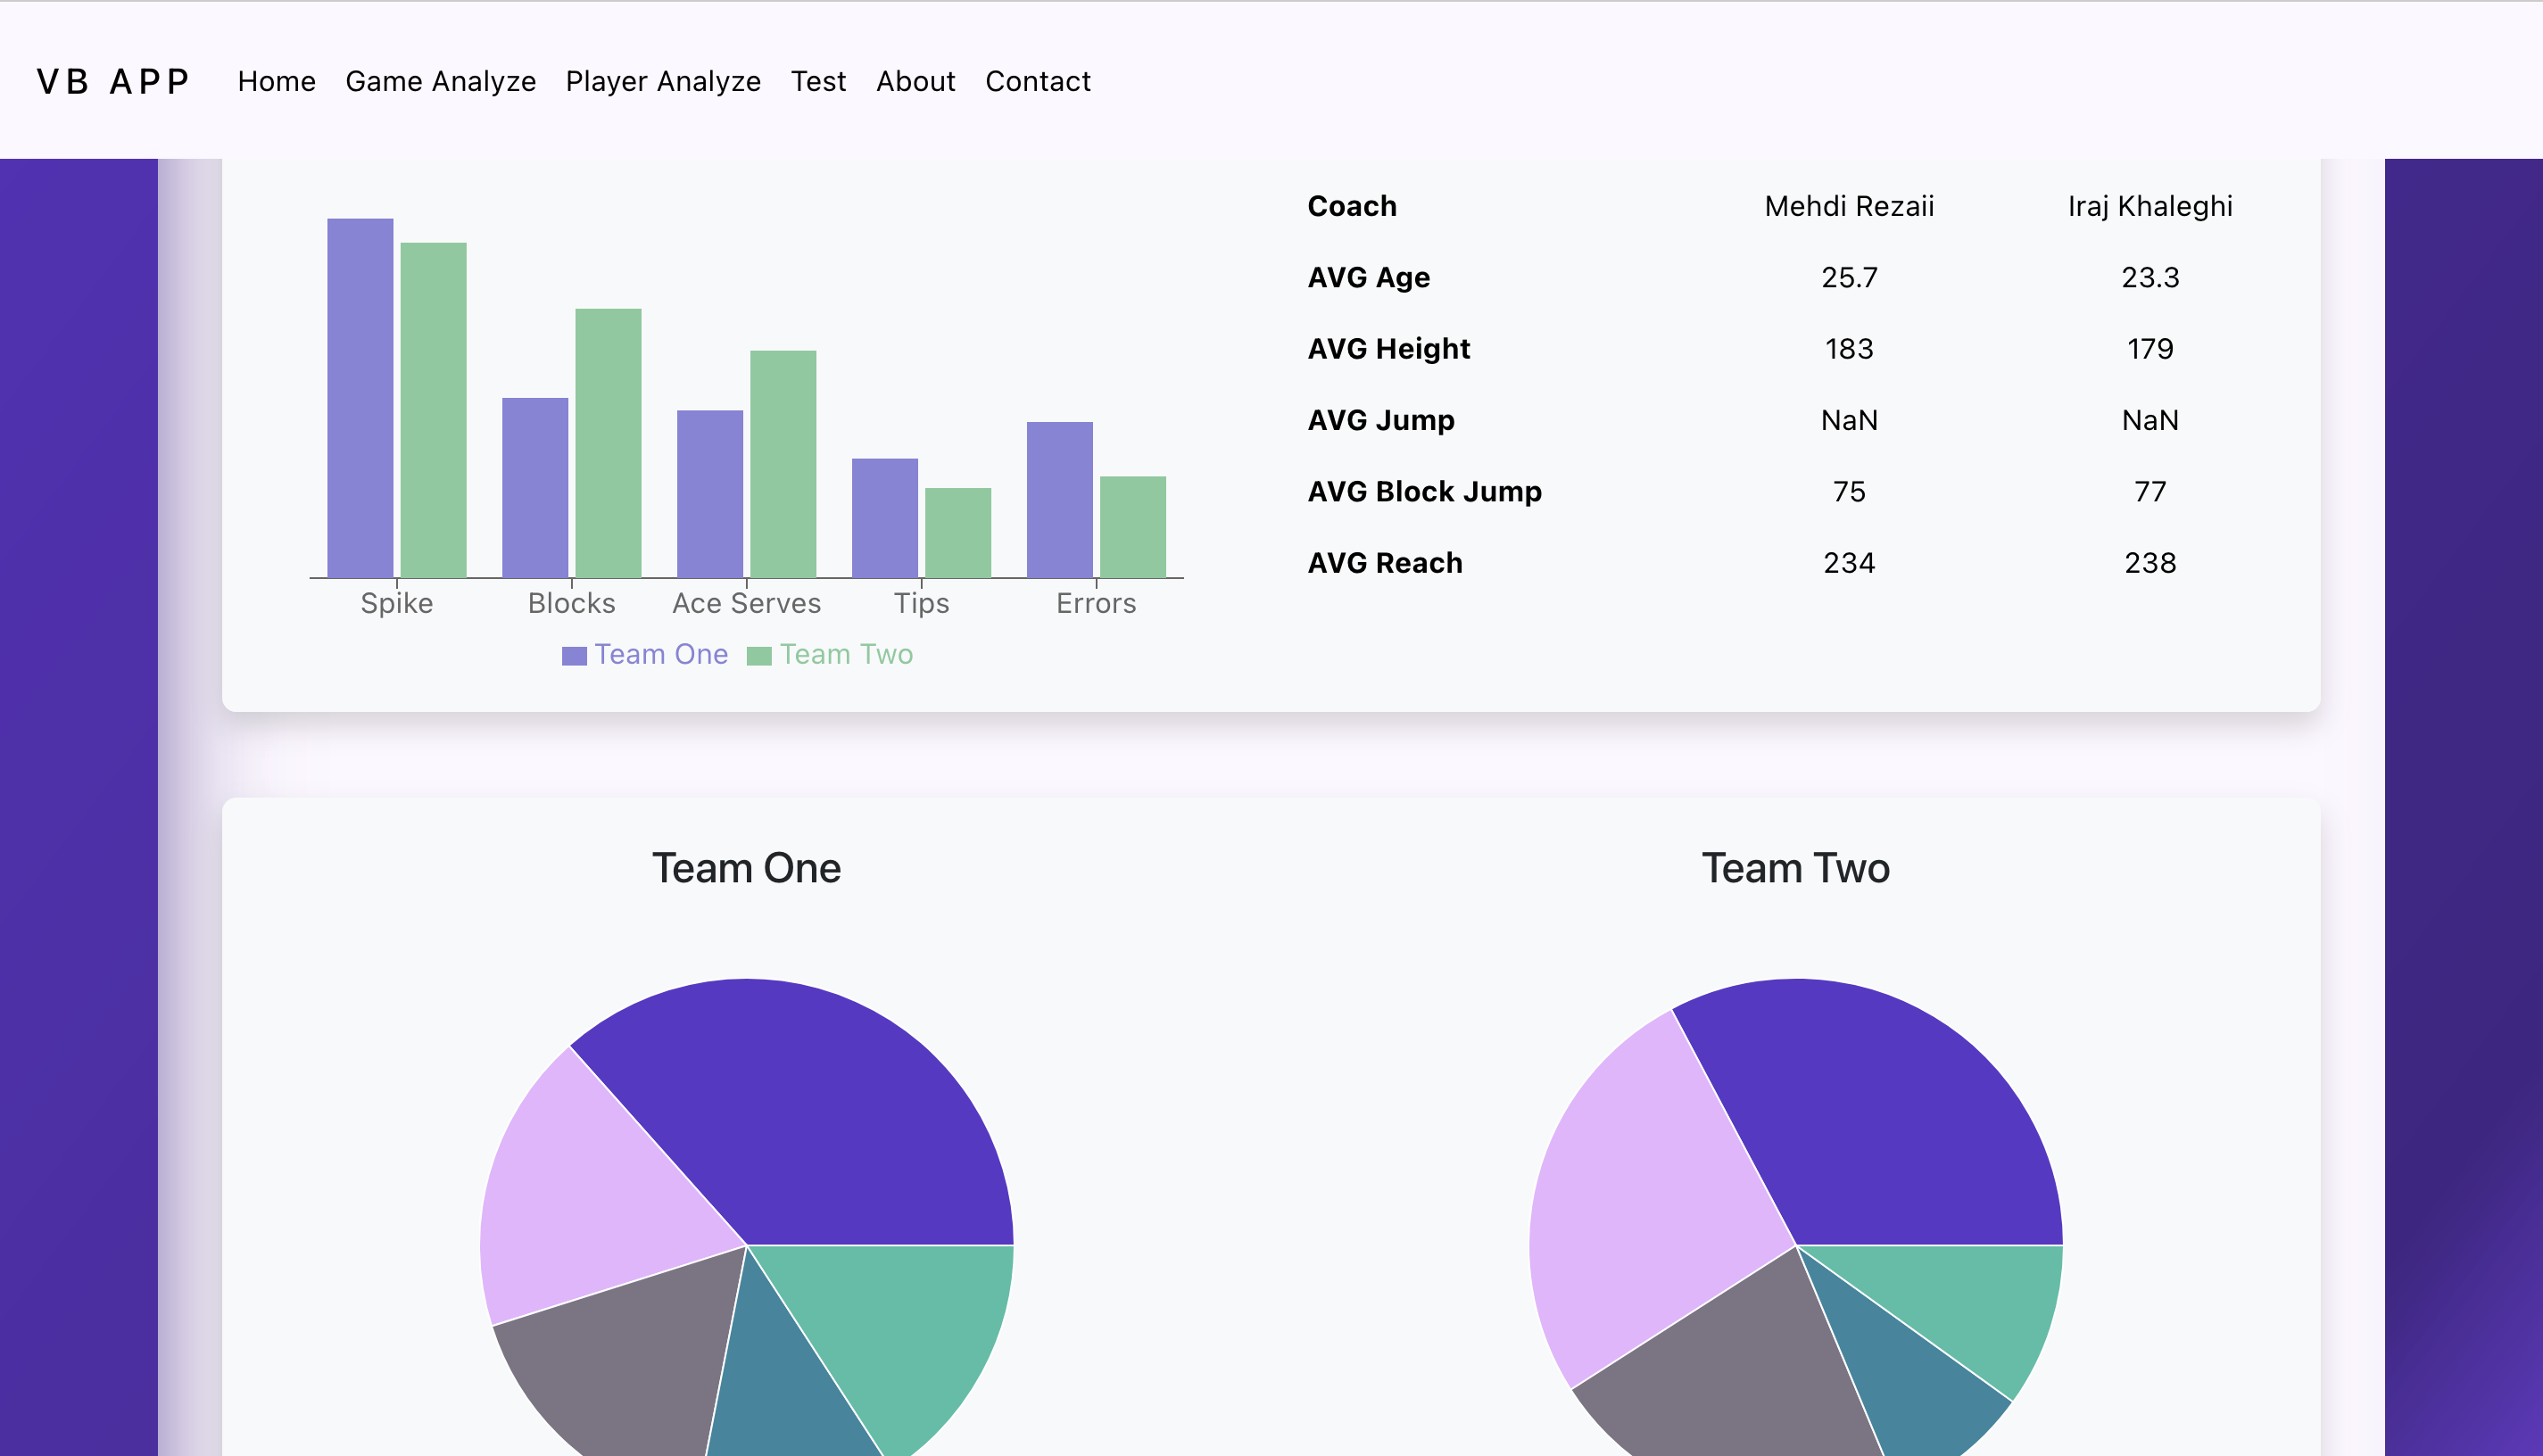 VB APP Home Game Analyze Player Analyze Test About Contact
Spike Blocks Ace Serves Tips Errors
Team One Team Two
Coach Mehdi Rezaii Iraj Khaleghi
AVG Age 25.7 23.3
AVG Height 183 179
AVG Jump NaN NaN
AVG Block Jump 75 77
AVG Reach 234 238
Team One
Team Two